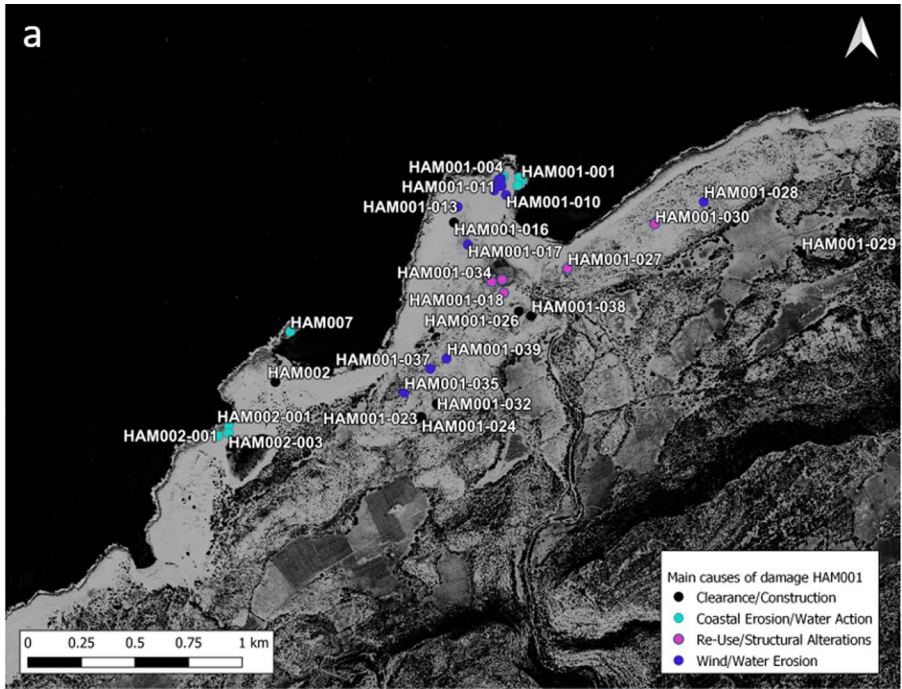 a
HAM001-004
HAM001-001
HAM001-011
HAM001-028
HAM001-010
HAM001-013
HAM001-030
HAM001-016
HAM001-029
HAM001-017
HAM001-027
HAM001-034
HAM001-018
HAM001-038
HAM001-026
HAM007
HAM001-039
HAM001-037
HAM002
HAM001-035
HAM001-032
HAM002-001
HAM001-023
HAM001-024
HAM002-001
HAM002-003
Main causes of damage HAM001
Clearance/Construction
Coastal Erosion/Water Action
Re-Use/Structural Alterations
Wind/Water Erosion
0 0.25 0.5 0.75 1 km